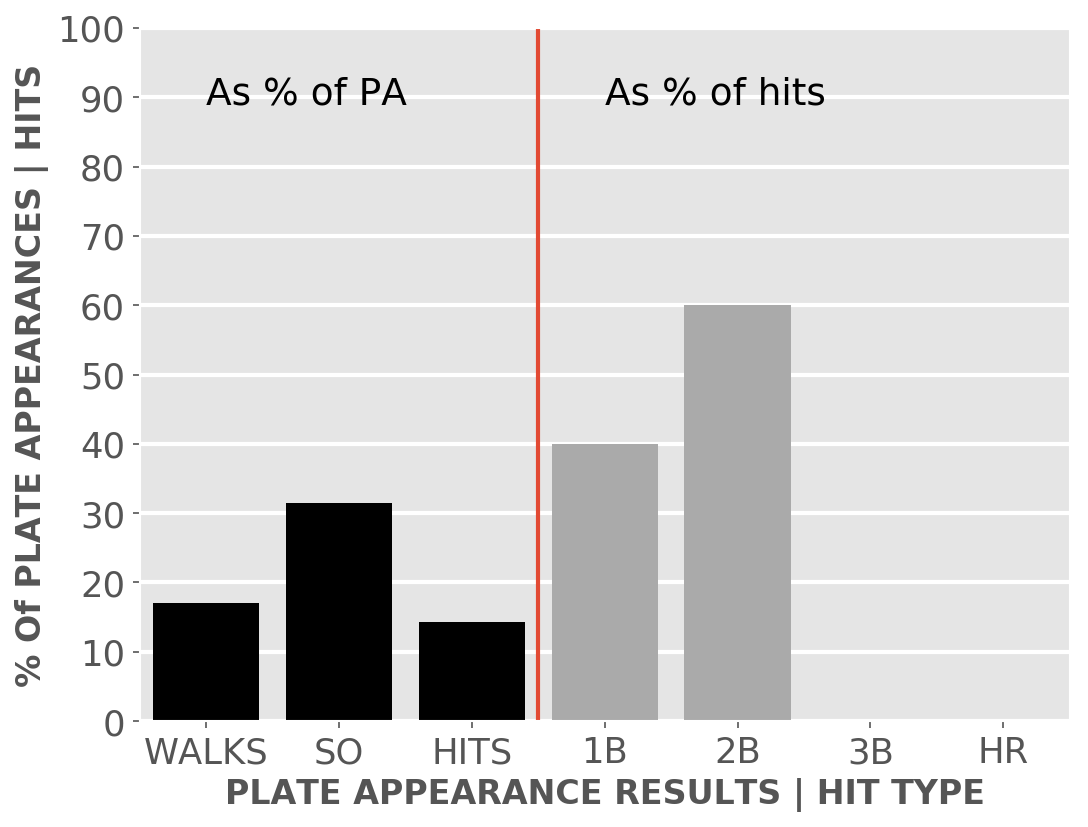 % Of PLATE APPEARANCES | HITS
100
90
80
70
60
50
40
30
20
10
0
As % of PA
As % of hits
WALKS SO HITS 1B 2B 3B HR
PLATE APPEARANCE RESULTS | HIT TYPE